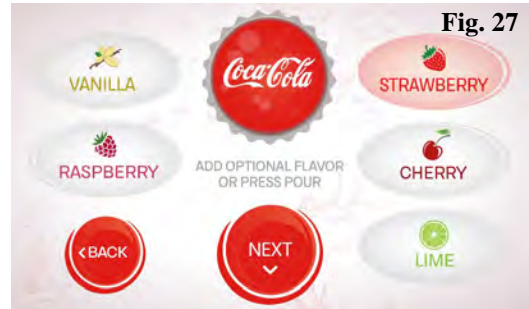 Fig. 27
VANILLA
Coca-Cola
STRAWBERRY
RASPBERRY
ADD OPTIONAL FLAVOR
OR PRESS POUR
CHERRY
<BACK
NEXT
LIME